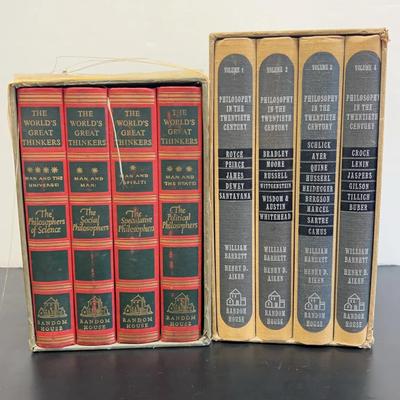 THE
WORLD'S
GREAT
THINKERS
MAN AND THE
UNIVERSE:
The
Philosophers
of Science
RANDOM
HOUSE
THE
WORLD'S
GREAT
THINKERS
MAN AND
MAN:
The
Social
Philosophers
RANDOM
HOUSE
THE
WORLD'S
GREAT
THINKERS
MAN AND
SPIRIT:
The
Speculative
Philosophers
RANDOM
HOUSE
THE
WORLD'S
GREAT
THINKERS
MAN AND
THE STATE:
The
Political
Philosophers
RANDOM
HOUSE
VOLUME 1
PHILOSOPHY
IN THE
TWENTIETH
CENTURY
ROYCE
PEIRCE
JAMES
DEWEY
SANTAYANA
WILLIAM
BARRETT
HENRY D.
AIKEN
RANDOM
HOUSE
VOLUME 2
PHILOSOPHY
IN THE
TWENTIETH
CENTURY
BRADLEY
MOORE
RUSSELL
WITTGENSTEIN
WISDOM &
AUSTIN
WHITEHEAD
WILLIAM
BARRETT
HENRY D.
AIKEN
RANDOM
HOUSE
VOLUME 3
PHILOSOPHY
IN THE
TWENTIETH
CENTURY
SCHLICK
AYER
QUINE
HUSSERL
HEIDEGGER
BERGSON
MARCEL
SARTRE
CAMUS
WILLIAM
BARRETT
HENRY D.
AIKEN
RANDOM
HOUSE
VOLUME 4
PHILOSOPHY
IN THE
TWENTIETH
CENTURY
CROCE
LENIN
JASPERS
GILSON
TILLICH
BUBER
WILLIAM
BARRETT
HENRY D.
AIKEN
RANDOM
HOUSE